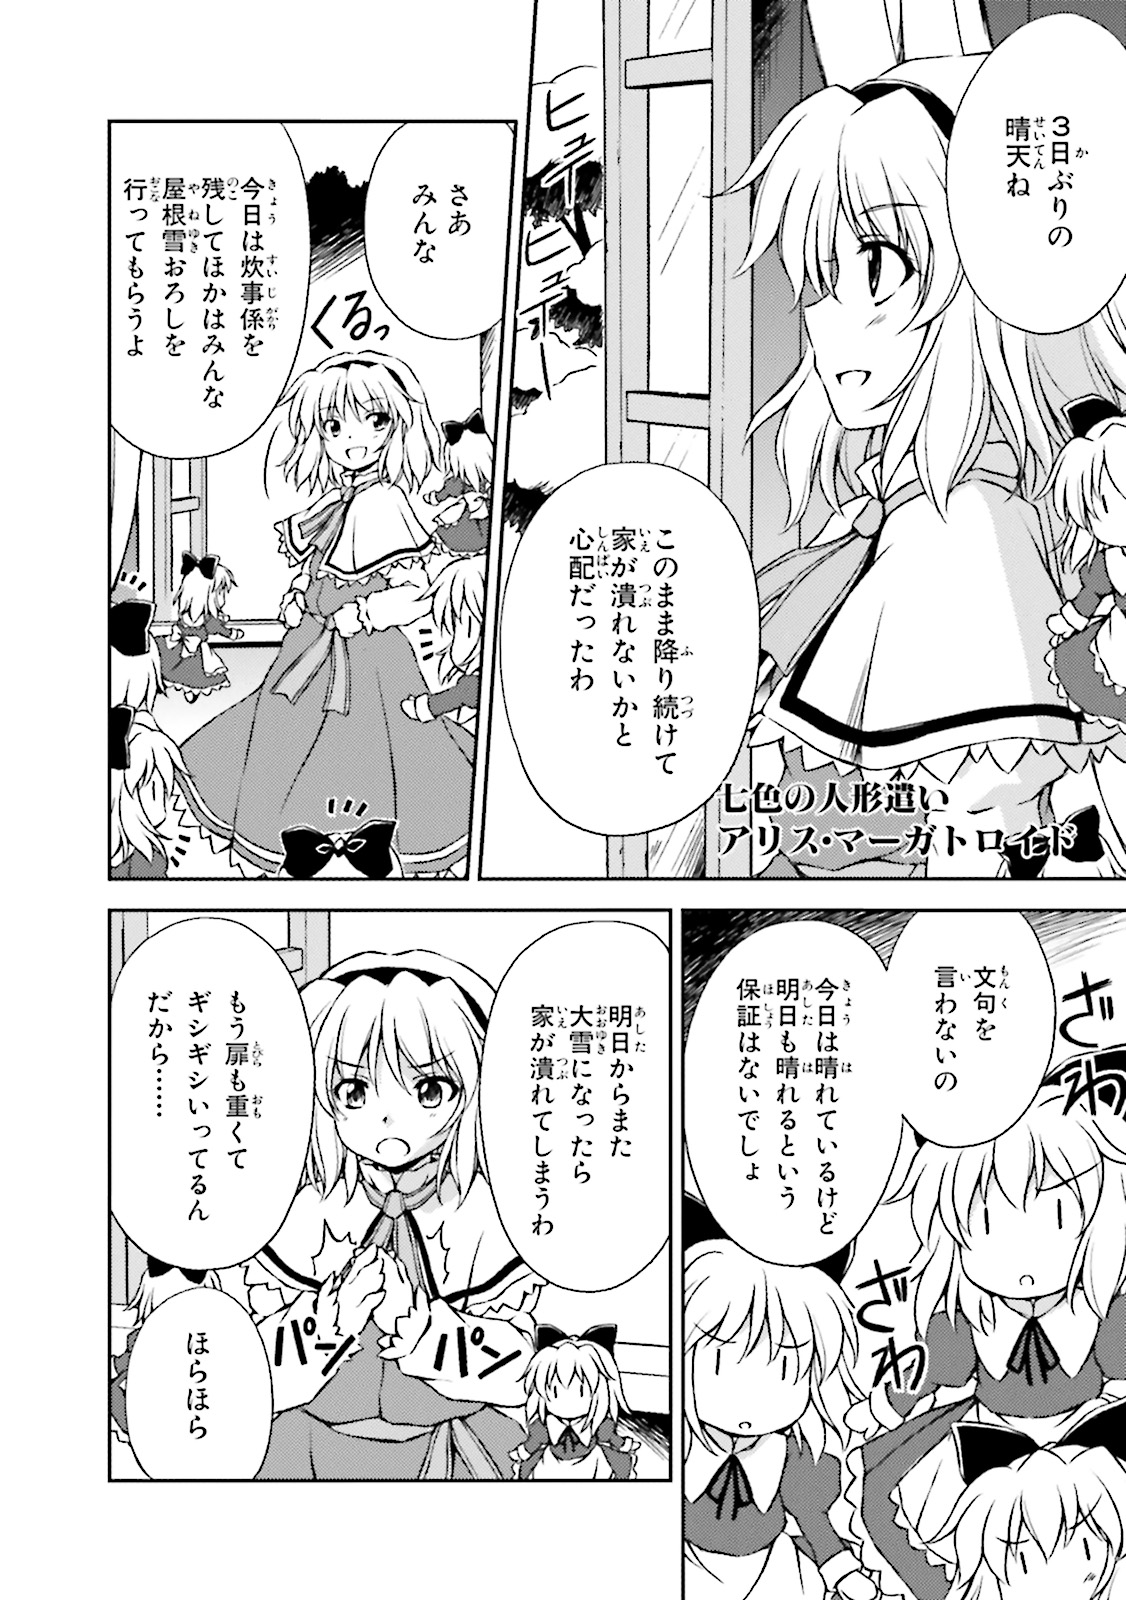 3日ぶりの
晴天ね
ヒュー
ヒュー
このまま降り続けて
家が潰れないかと
心配だったわ
七色の人形遣い
アリス・マーガトロイド
さあ
みんな
くるっ
今日は炊事係を
残してほかはみんな
屋根雪おろしを
行ってもらうよ
文句を
言わないの
ざわ
今日は晴れているけど
明日も晴れるという
保証はないでしょ
ざわ
明日からまた
大雪になったら
家が潰れてしまうわ
パン
パン
もう扉も重くて
ギシギシいってるん
だから……
ほらほら